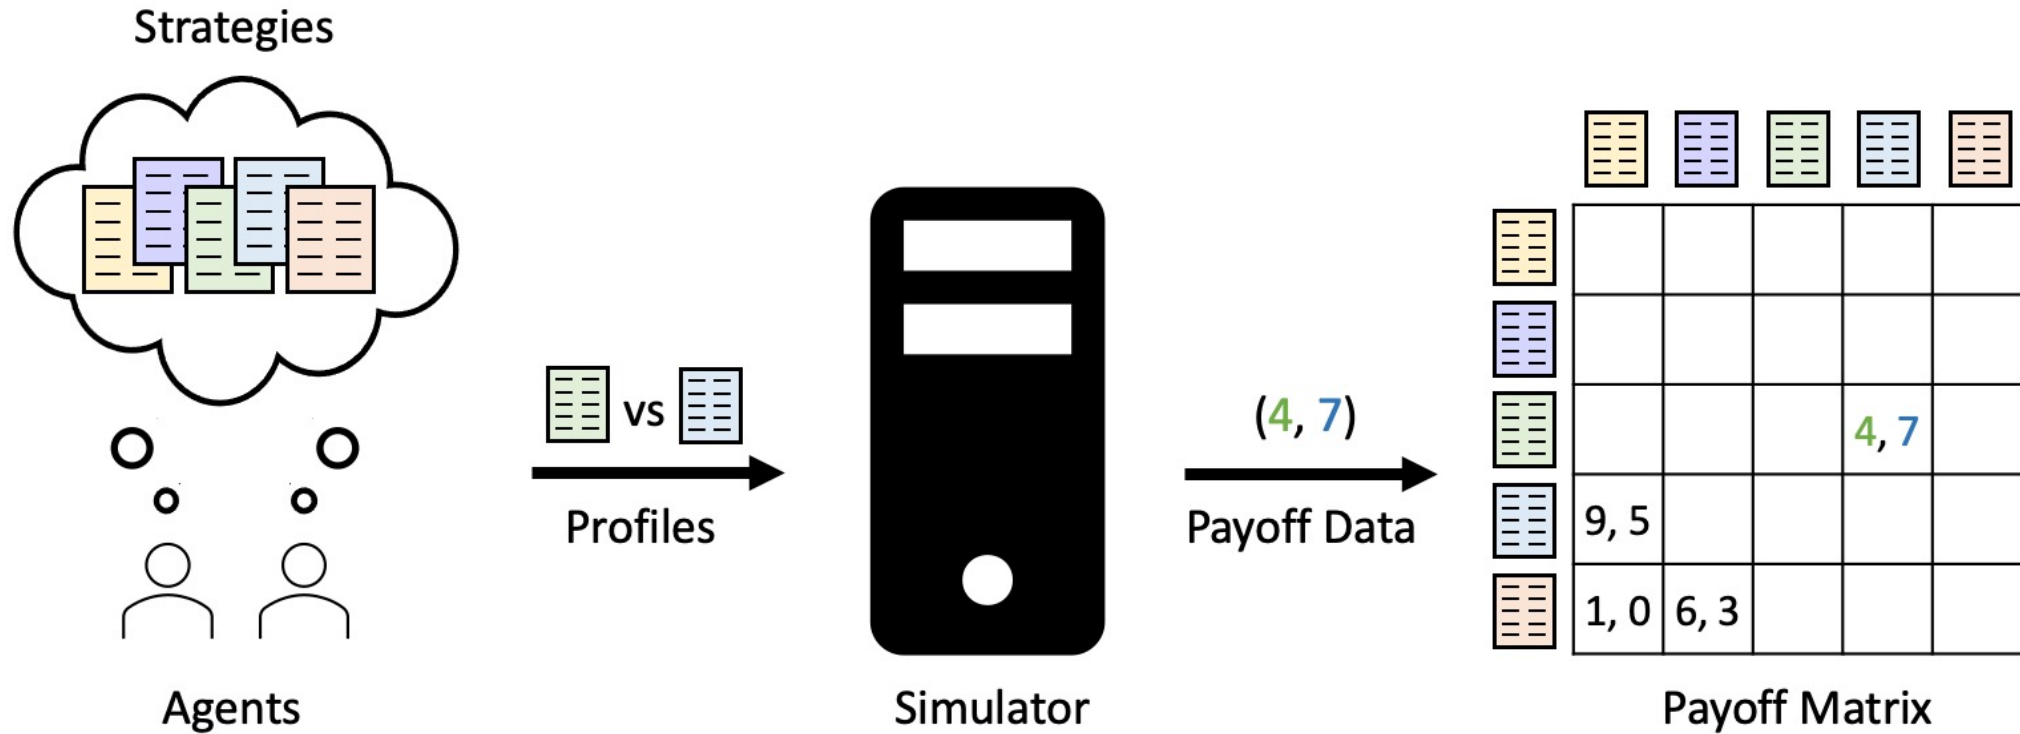 Strategies
vs
Profiles
(4, 7)
Payoff Data
4, 7
9, 5
1, 0
6, 3
Agents
Simulator
Payoff Matrix